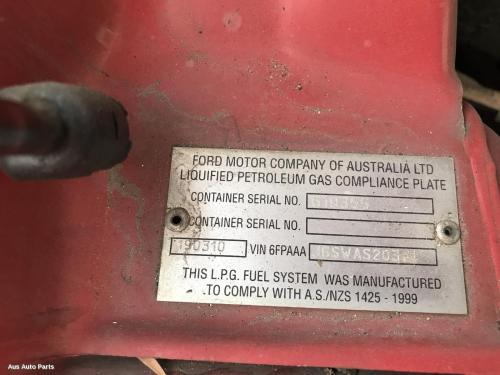 FORD MOTOR COMPANY OF AUSTRALIA LTD
LIQUIFIED PETROLEUM GAS COMPLIANCE PLATE
CONTAINER SERIAL NO.
CONTAINER SERIAL NO.
190310 VIN 6FPAAA
THIS L.P.G. FUEL SYSTEM WAS MANUFACTURED
TO COMPLY WITH A.S./NZS 1425 - 1999
Aus Auto Parts